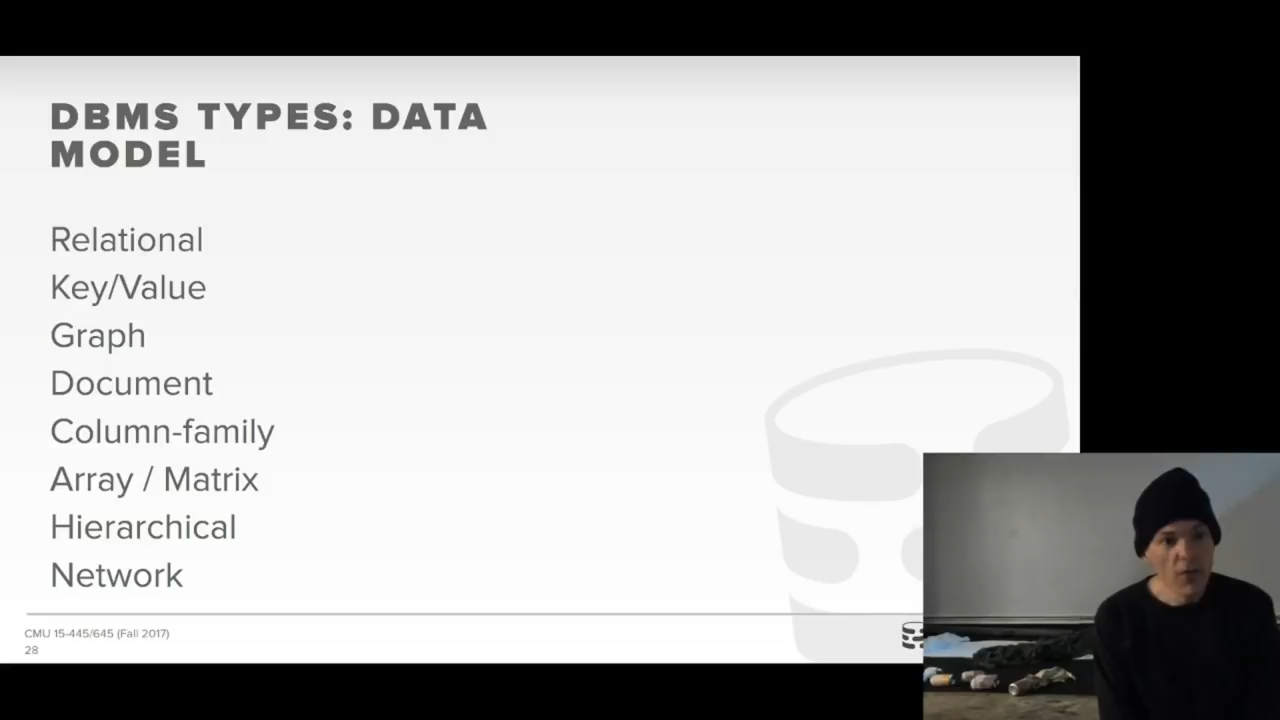 DBMS TYPES: DATA
MODEL
Relational
Key/Value
Graph
Document
Column-family
Array / Matrix
Hierarchical
Network
CMU 15-445/645 (Fall 2017)
28